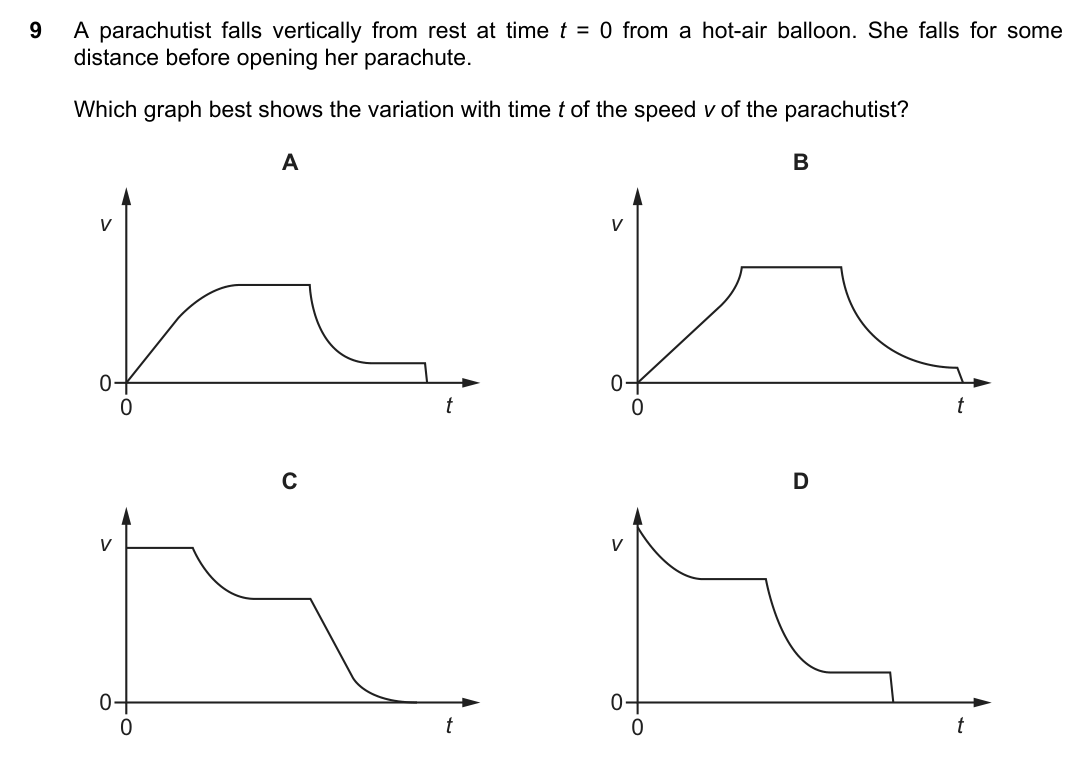 9 A parachutist falls vertically from rest at time t = 0 from a hot-air balloon. She falls for some
distance before opening her parachute.
Which graph best shows the variation with time t of the speed v of the parachutist?
A
B
v
v
0
0
0
t
0
t
C
D
v
v
0
0
0
t
0
t